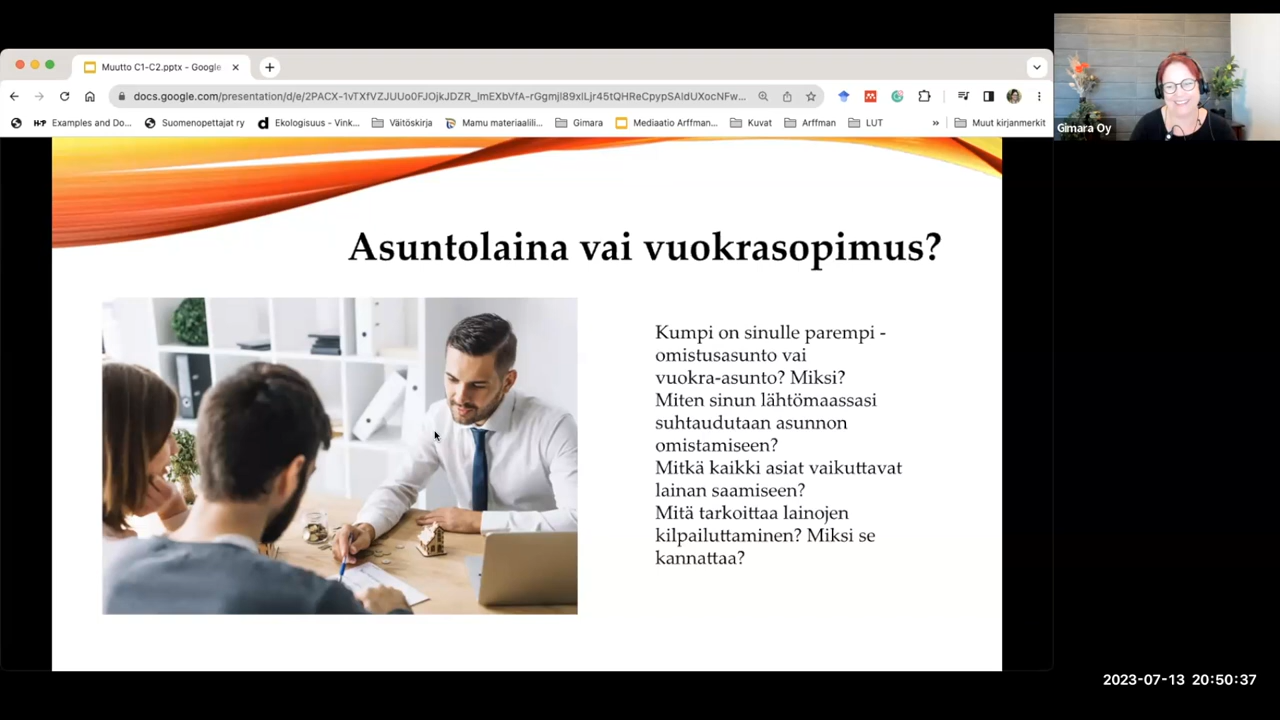 Muutto C1-C2.pptx - Google
docs.google.com/presentation/d/e/2PACX-1vTXfVZJUUo0FJOjkJDZR_
Examples and Do...
Suomenopettajat ry
Ekologisuus - Vink...
Väitöskirja
Mamu materiaalili...
Gimara
Mediaatio Arffman...
Kuvat
Arffman
LUT
»
Muut kirjanmerkit
Gimara Oy
Asuntolaina vai vuokrasopimus?
Kumpi on sinulle parempi -
omistusasunto vai
vuokra-asunto? Miksi?
Miten sinun lähtömaassasi
suhtaudutaan asunnon
omistamiseen?
Mitkä kaikki asiat vaikuttavat
lainan saamiseen?
Mitä tarkoittaa lainojen
kilpailuttaminen? Miksi se
kannattaa?
2023-07-13 20:50:37